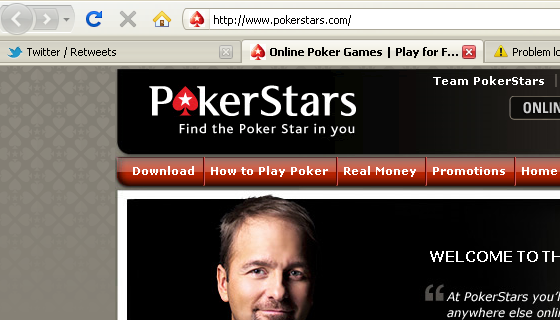 http://www.pokerstars.com/
Twitter / Retweets
Online Poker Games | Play for F...
Problem lo
Team PokerStars |
ONLIN
PokerStars
Find the Poker Star in you
Download
How to Play Poker
Real Money
Promotions
Home
WELCOME TO TH
“ At PokerStars you'l
anywhere else onli